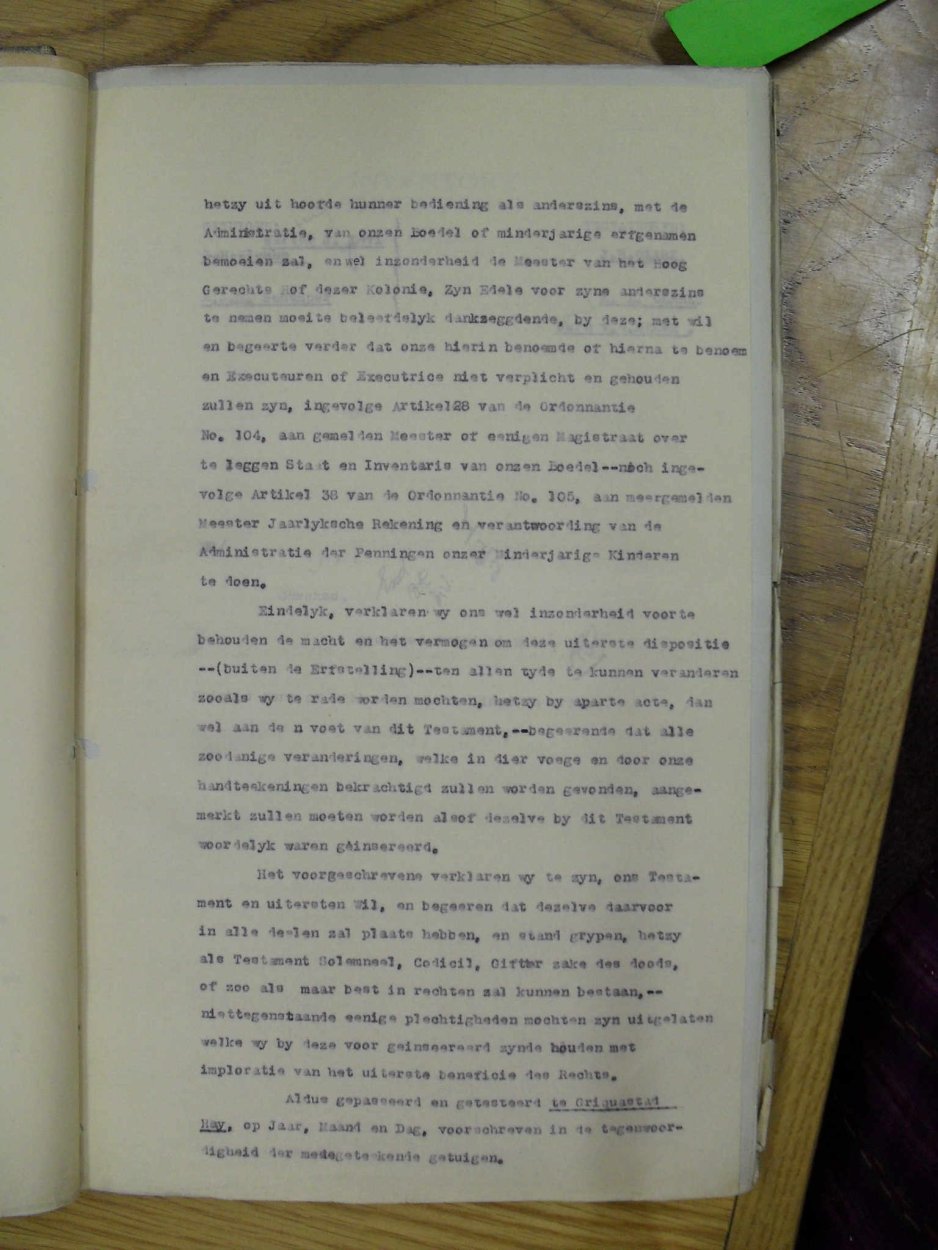 hetzy uit hoorde hunner bediening als anderszins, met de
Administratie, van onzen Boedel of minderjarige erfgenamen
bemoeien zal, enwel inzonderheid de Meester van het Hoog
Gerechts Hof dezer Kolonie, Zyn Edele voor zyne anderszins
te nemen moeite beleefdelyk dankzeggdende, by deze; met wil
en begeerte verder dat onze hierin benoemde of hierna te benoem
en Executeuren of Executrice niet verplicht en gehouden
zullen zyn, ingevolge Artikel28 van de Ordonnantie
No. 104, aan gemelden Meester of eenigen Magistraat over
te leggen Staat en Inventaris van onzen Boedel--nòch inge-
volge Artikel 38 van de Ordonnantie No. 105, aan meergemelden
Meester Jaarlyksche Rekening en verantwoording van de
Administratie der Penningen onzer Minderjarige Kinderen
te doen.
Eindelyk, verklaren wy ons wel inzonderheid voorte
behouden de macht en het vermogen om deze uiterste dispositie
--(buiten de Erfstelling)--ten allen tyde te kunnen veranderen
zooals wy te rade worden mochten, hetzy by aparte acte, dan
wel aan de n voet van dit Testament,--begeerende dat alle
zoodanige veranderingen, welke in dier voege en door onze
handteekeningen bekrachtigd zullen worden gevonden, aange-
merkt zullen moeten worden alsof dezelve by dit Testament
woordelyk waren gèinsereerd.
Het voorgeschrevene verklaren wy te zyn, ons Testa-
ment en uitersten Wil, en begeeren dat dezelve daarvoor
in alle deelen zal plaats hebben, en stand grypen, hetzy
als Testament Solemneel, Codicil, Gifter zake des doods,
of zoo als maar best in rechten zal kunnen bestaan,--
niettegenstaande eenige plechtigheden mochten zyn uitgelaten
welke wy by deze voor geinsereerd zynde houden met
imploratie van het uiterste beneficie des Rechts.
Aldus gepasseerd en getesteerd te Griquastad
Hay, op Jaar, Maand en Dag, voorschreven in de tegenwoor-
digheid der medegeteekende getuigen.